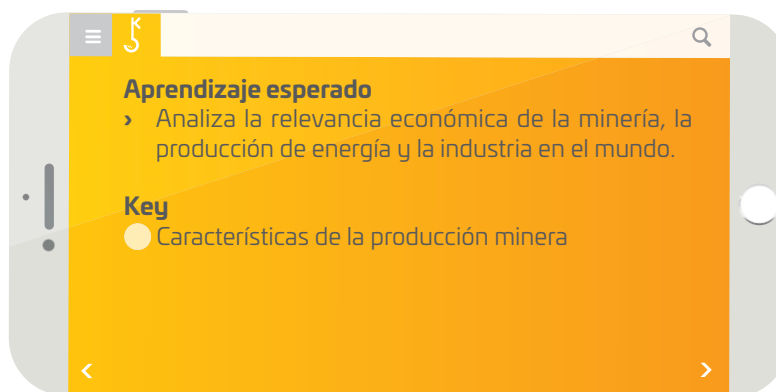 Aprendizaje esperado
› Analiza la relevancia económica de la minería, la
producción de energía y la industria en el mundo.
Key
Características de la producción minera